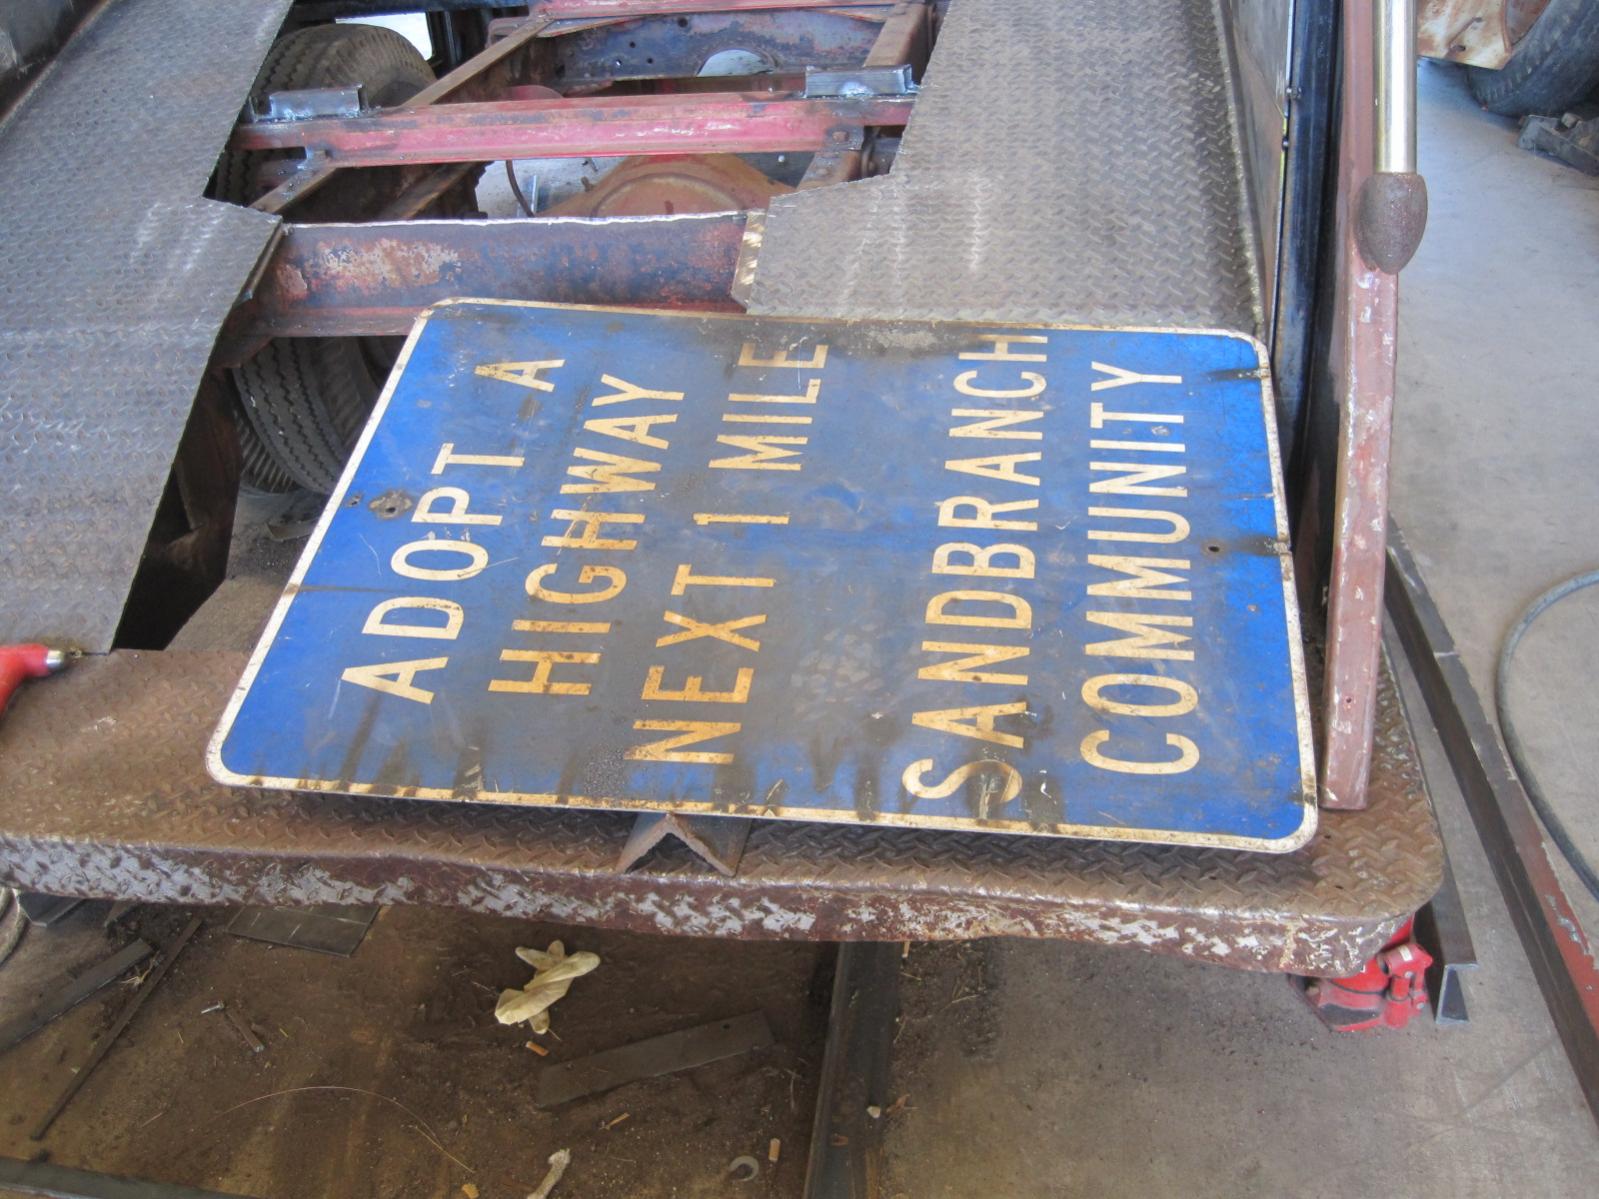 ADOPT A
HIGHWAY
NEXT 1 MILE
SANDBRANCH
COMMUNITY